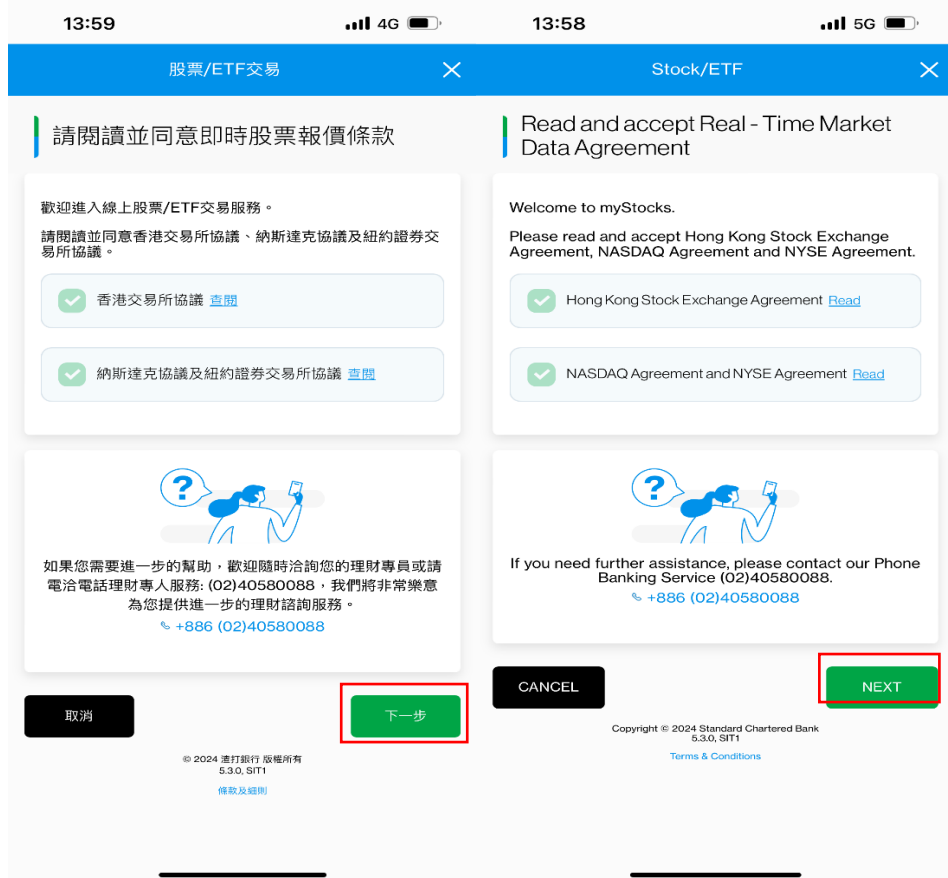 13:59
4G
股票/ETF交易
請閱讀並同意即時股票報價條款
歡迎進入線上股票/ETF交易服務。
請閱讀並同意香港交易所協議、納斯達克協議及紐約證券交
易所協議。
香港交易所協議 查閱
納斯達克協議及紐約證券交易所協議 查閱
?
如果您需要進一步的幫助，歡迎隨時洽詢您的理財專員或請
電洽電話理財專人服務: (02)40580088，我們將非常樂意
為您提供進一步的理財諮詢服務。
+886 (02)40580088
取消
下一步
© 2024 渣打銀行 版權所有
5.3.0, SIT1
條款及細則
13:58
5G
Stock/ETF
Read and accept Real - Time Market
Data Agreement
Welcome to myStocks.
Please read and accept Hong Kong Stock Exchange
Agreement, NASDAQ Agreement and NYSE Agreement.
Hong Kong Stock Exchange Agreement Read
NASDAQ Agreement and NYSE Agreement Read
?
If you need further assistance, please contact our Phone
Banking Service (02)40580088.
+886 (02)40580088
CANCEL
NEXT
Copyright © 2024 Standard Chartered Bank
5.3.0, SIT1
Terms & Conditions